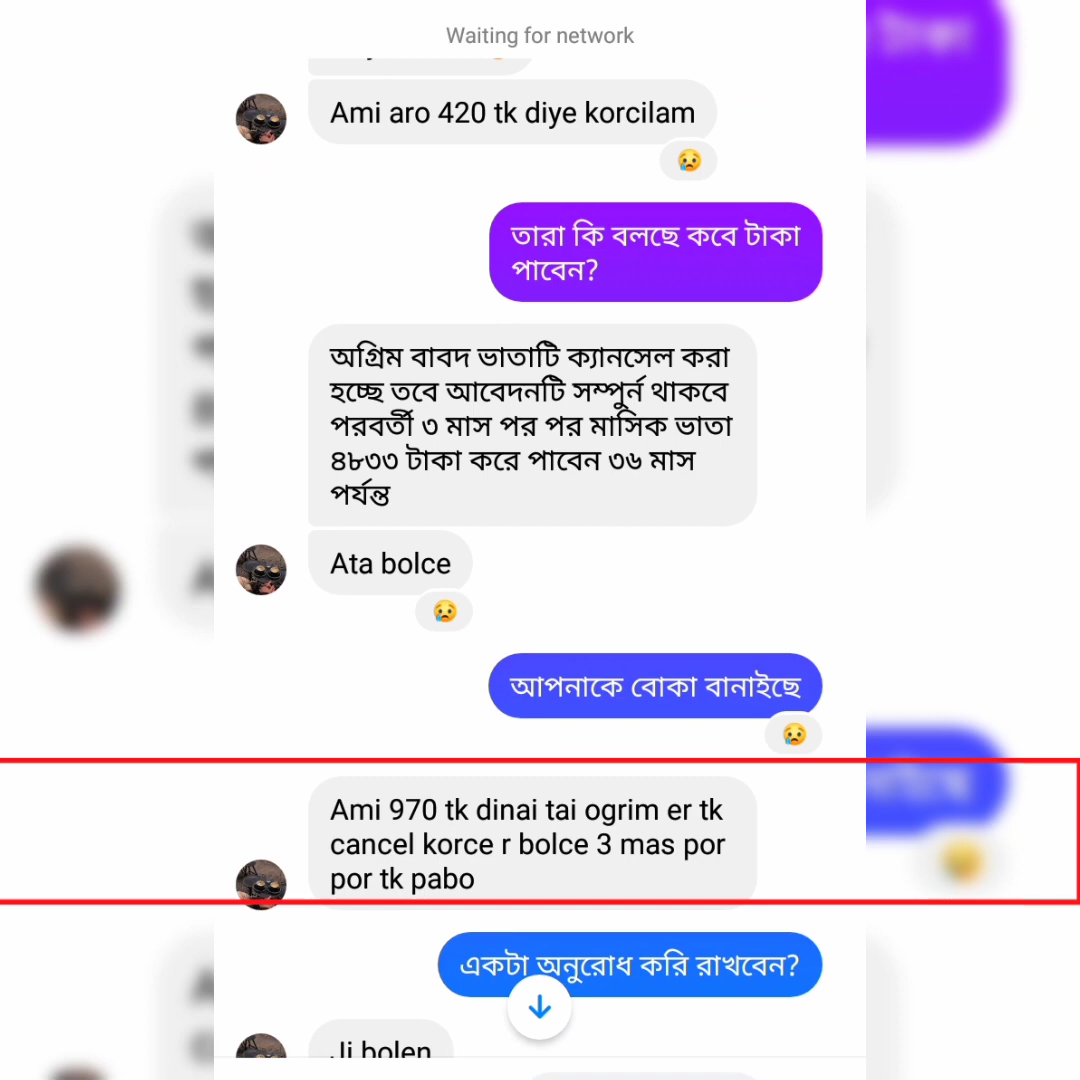 Waiting for network
Ami aro 420 tk diye korcilam
তারা কি বলছে কবে টাকা
পাবেন?
অগ্রিম বাবদ ভাতাটি ক্যানসেল করা
হচ্ছে তবে আবেদনটি সম্পুর্ন থাকবে
পরবর্তী ৩ মাস পর পর মাসিক ভাতা
৪৮৩৩ টাকা করে পাবেন ৩৬ মাস
পর্যন্ত
Ata bolce
আপনাকে বোকা বানাইছে
Ami 970 tk dinai tai ogrim er tk
cancel korce r bolce 3 mas por
por tk pabo
একটা অনুরোধ করি রাখবেন?
Ji bolen